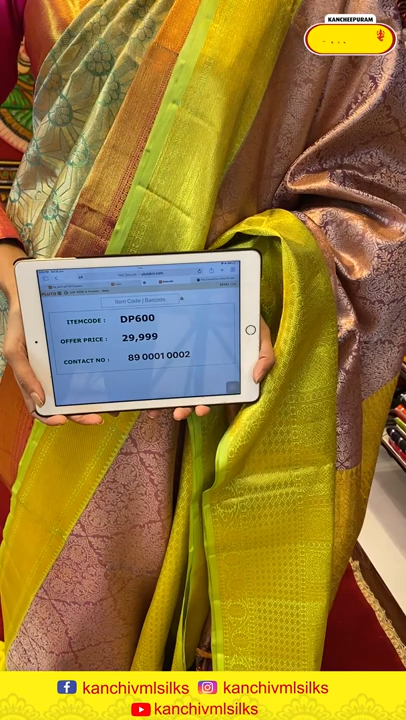 KANCHEEPURAM
Item Code | Barcode
ITEMCODE : DP600
OFFER PRICE : 29,999
CONTACT NO : 89 0001 0002
kanchivmlsilks kanchivmlsilks
kanchivmlsilks